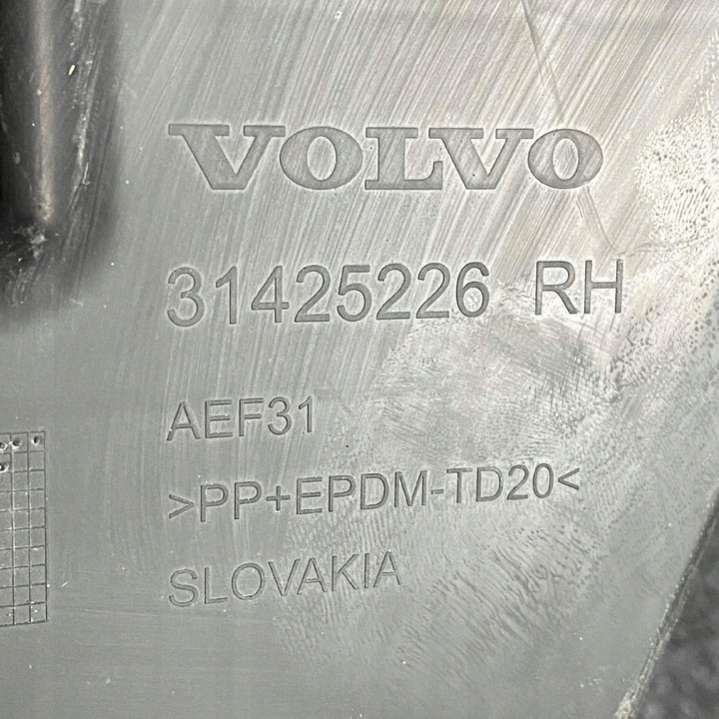 VOLVO
31425226 RH
AEF31
>PP+EPDM-TD20<
SLOVAKIA